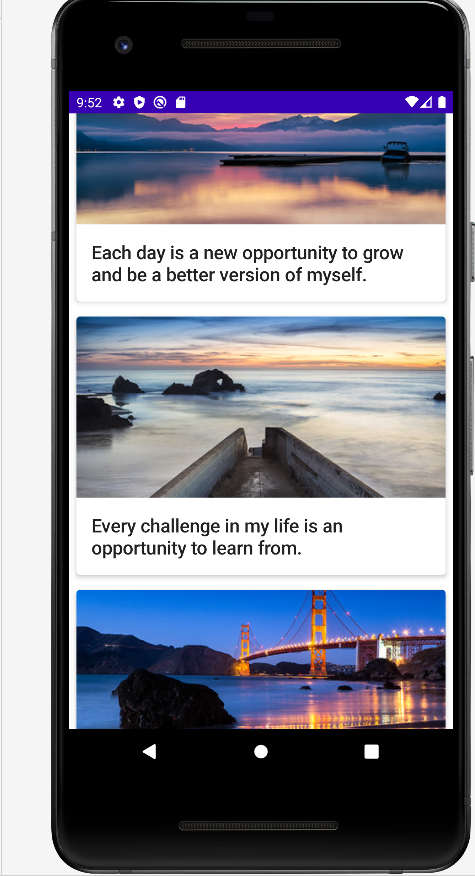 9:52
Each day is a new opportunity to grow
and be a better version of myself.
Every challenge in my life is an
opportunity to learn from.